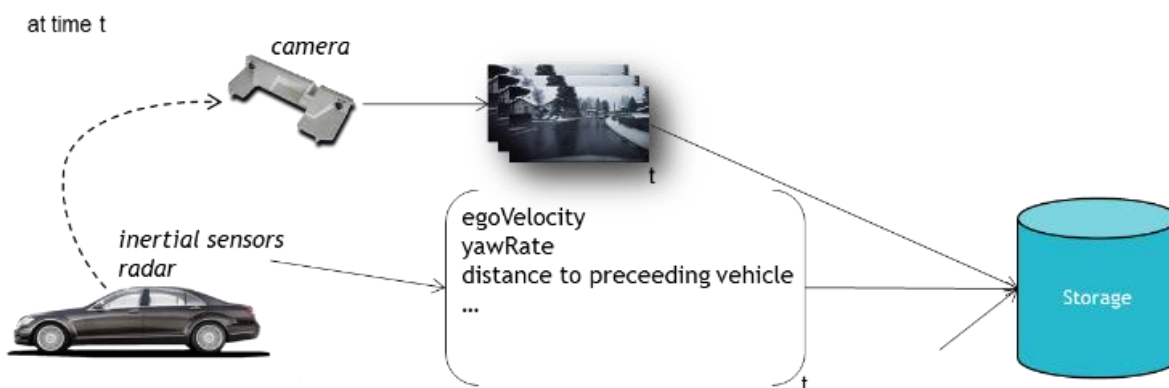 at time t
camera
t
inertial sensors
radar
egoVelocity
yawRate
distance to preceeding vehicle
...
t
Storage